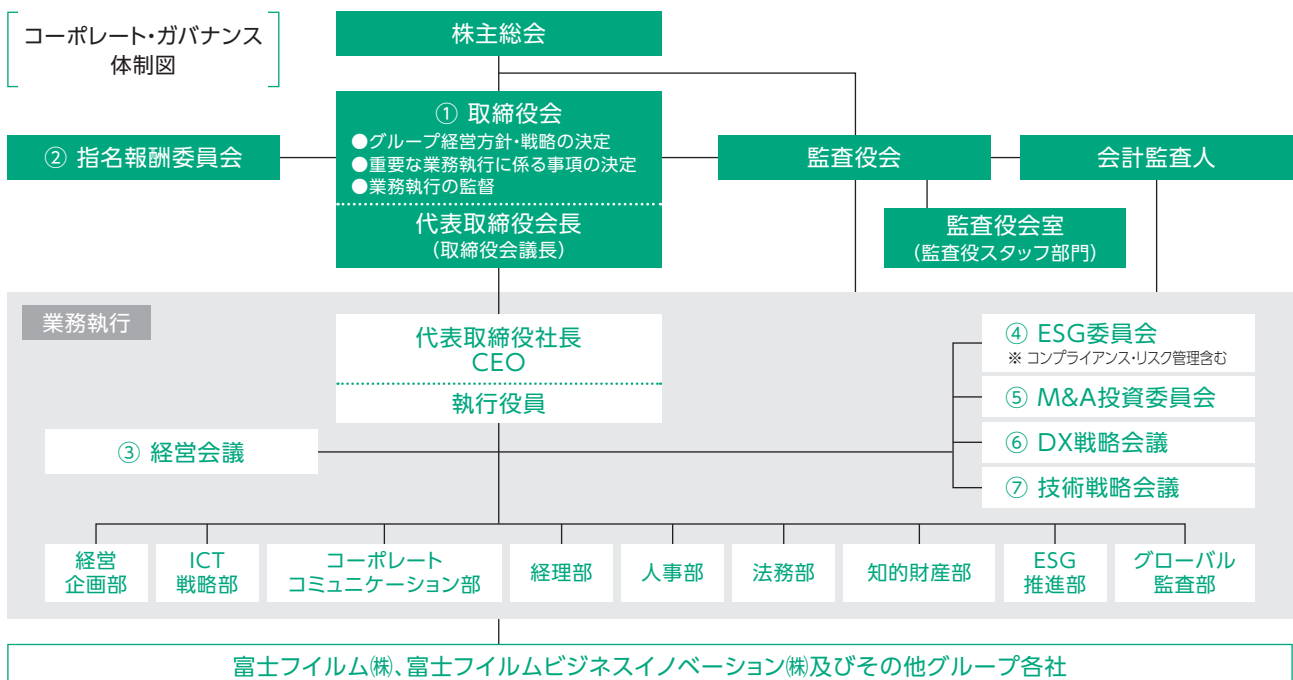 コーポレート・ガバナンス
体制図
株主総会
① 取締役会
●グループ経営方針・戦略の決定
●重要な業務執行に係る事項の決定
●業務執行の監督
代表取締役会長
（取締役会議長）
② 指名報酬委員会
監査役会
会計監査人
監査役会室
（監査役スタッフ部門）
業務執行
代表取締役社長
CEO
執行役員
③ 経営会議
④ ESG委員会
※ コンプライアンス・リスク管理含む
⑤ M&A投資委員会
⑥ DX戦略会議
⑦ 技術戦略会議
経営
企画部
ICT
戦略部
コーポレート
コミュニケーション部
経理部
人事部
法務部
知的財産部
ESG
推進部
グローバル
監査部
富士フイルム㈱、富士フイルムビジネスイノベーション㈱及びその他グループ各社